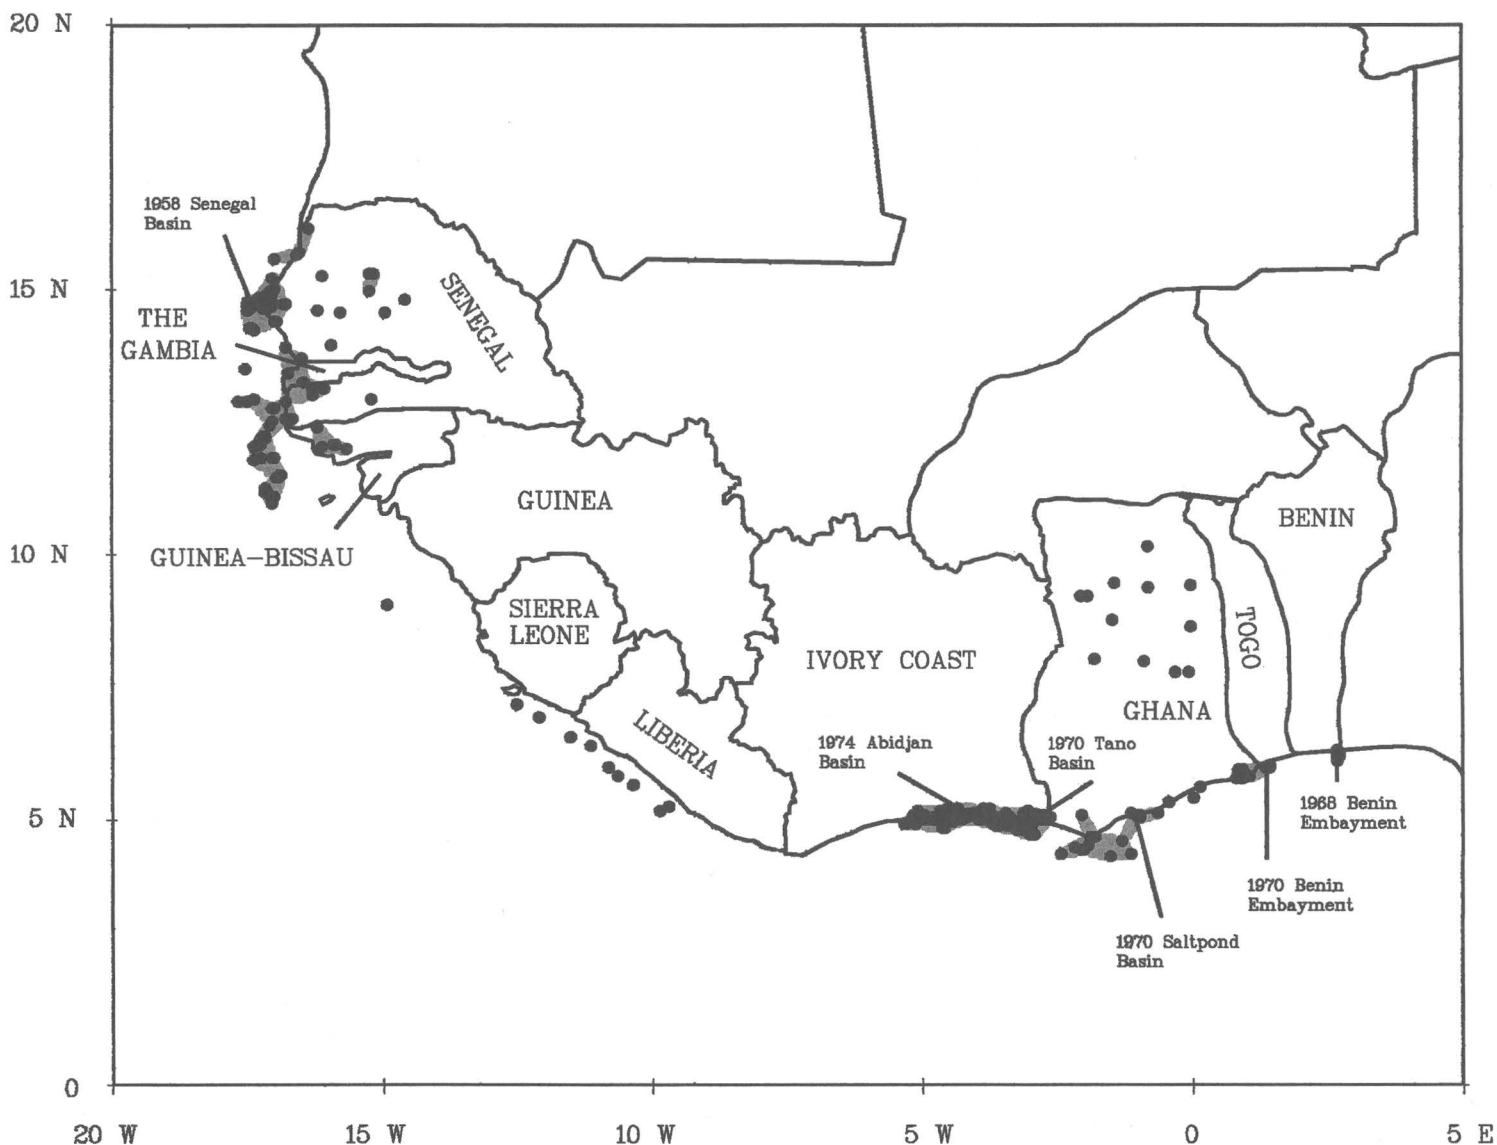 20 N
1958 Senegal
Basin
15 N
THE
GAMBIA
SENEGAL
GUINEA
BENIN
10 N
GUINEA-BISSAU
SIERRA
LEONE
TOGO
IVORY COAST
GHANA
LIBERIA
1974 Abidjan
Basin
1970 Tano
Basin
5 N
1968 Benin
Embayment
1970 Benin
Embayment
1970 Saltpond
Basin
0
20 W
15 W
10 W
5 W
0
5 E